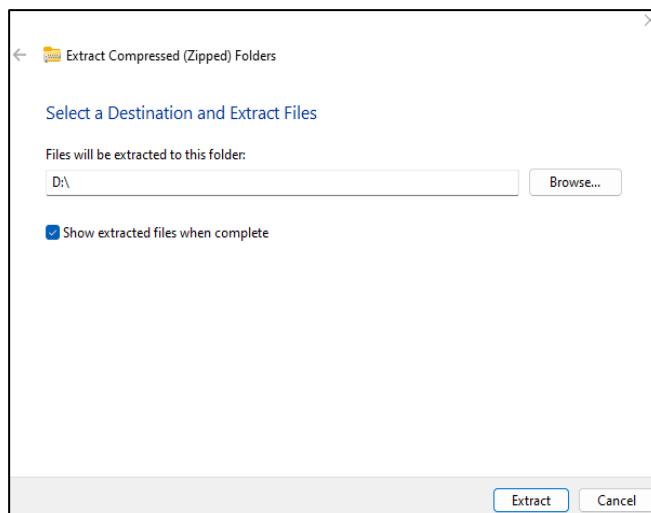 Extract Compressed (Zipped) Folders
Select a Destination and Extract Files
Files will be extracted to this folder:
D:\
Browse...
Show extracted files when complete
Extract
Cancel